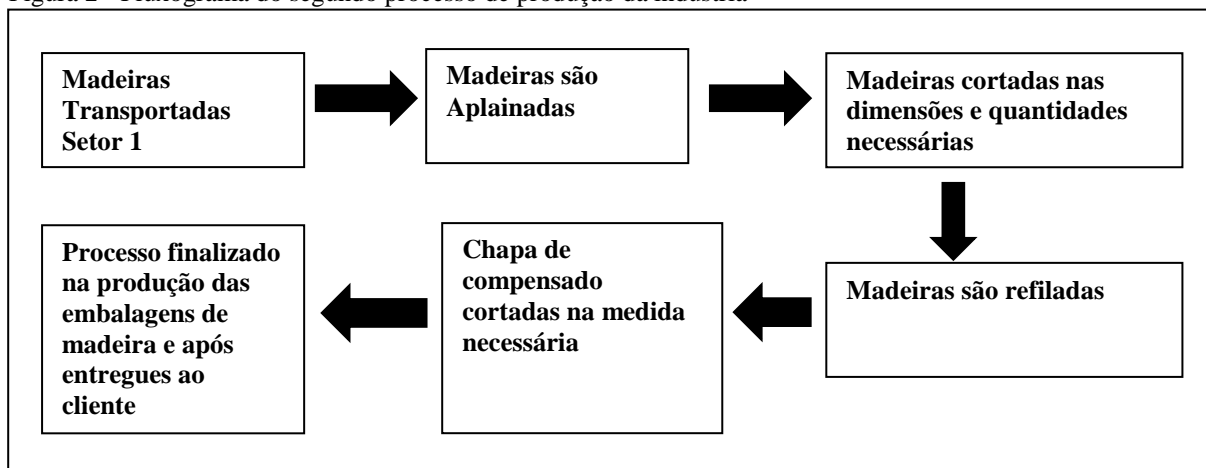 Figura 2 - Fluxograma do segundo processo de produção da indústria
Madeiras
Transportadas
Setor 1
Madeiras são
Aplainadas
Madeiras cortadas nas
dimensões e quantidades
necessárias
Madeiras são refiladas
Chapa de
compensado
cortadas na medida
necessária
Processo finalizado
na produção das
embalagens de
madeira e após
entregues ao
cliente